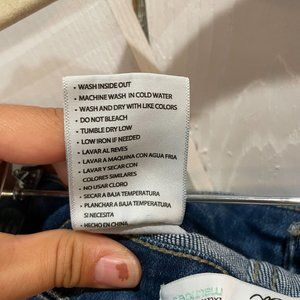 • WASH INSIDE OUT
• MACHINE WASH IN COLD WATER
• WASH AND DRY WITH LIKE COLORS
• DO NOT BLEACH
• TUMBLE DRY LOW
• LOW IRON IF NEEDED
• LAVAR AL REVES
• LAVAR A MAQUINA CON AGUA FRIA
• LAVAR Y SECAR CON
COLORES SIMILARES
• NO USAR CLORO
• SECAR A BAJA TEMPERATURA
• PLANCHAR A BAJA TEMPERATURA
SI NECESITA
• HECHO EN CHINA